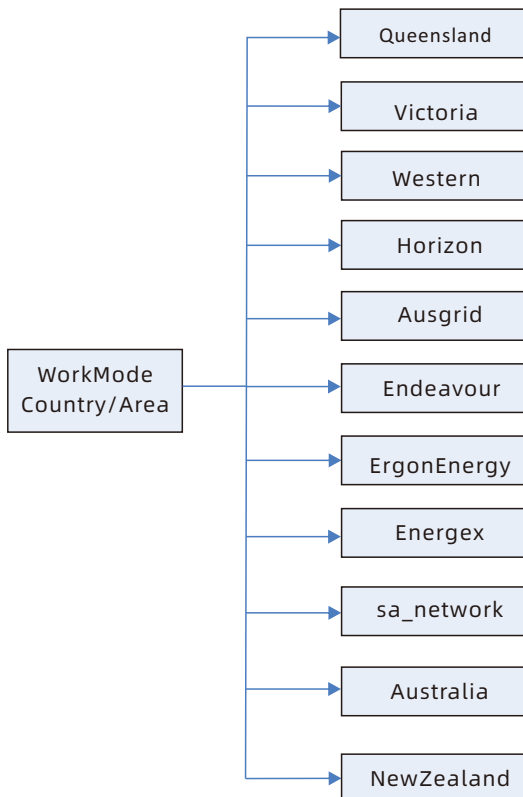 Queensland
Victoria
Western
Horizon
Ausgrid
WorkMode
Country/Area
Endeavour
ErgonEnergy
Energex
sa_network
Australia
NewZealand